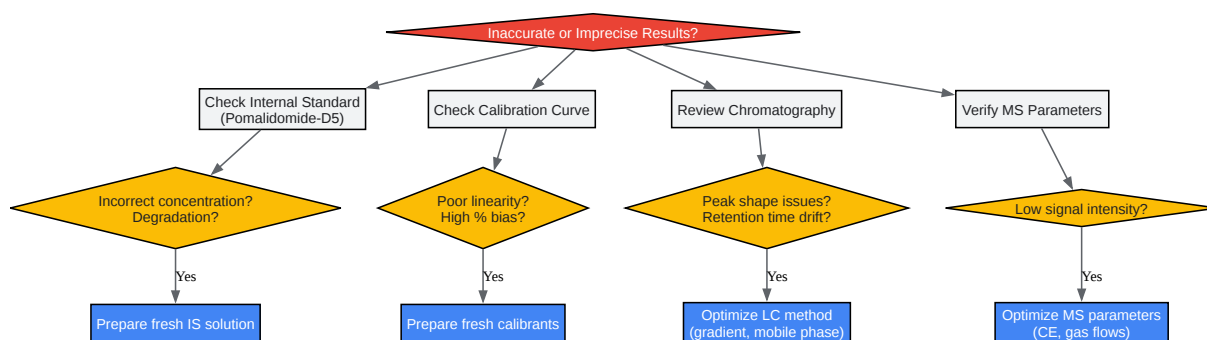 Inaccurate or Imprecise Results?
Check Internal Standard
(Pomalidomide-D5)
Check Calibration Curve
Review Chromatography
Verify MS Parameters
Incorrect concentration?
Degradation?
Poor linearity?
High % bias?
Peak shape issues?
Retention time drift?
Low signal intensity?
Yes
Yes
Yes
Yes
Prepare fresh IS solution
Prepare fresh calibrants
Optimize LC method
(gradient, mobile phase)
Optimize MS parameters
(CE, gas flows)